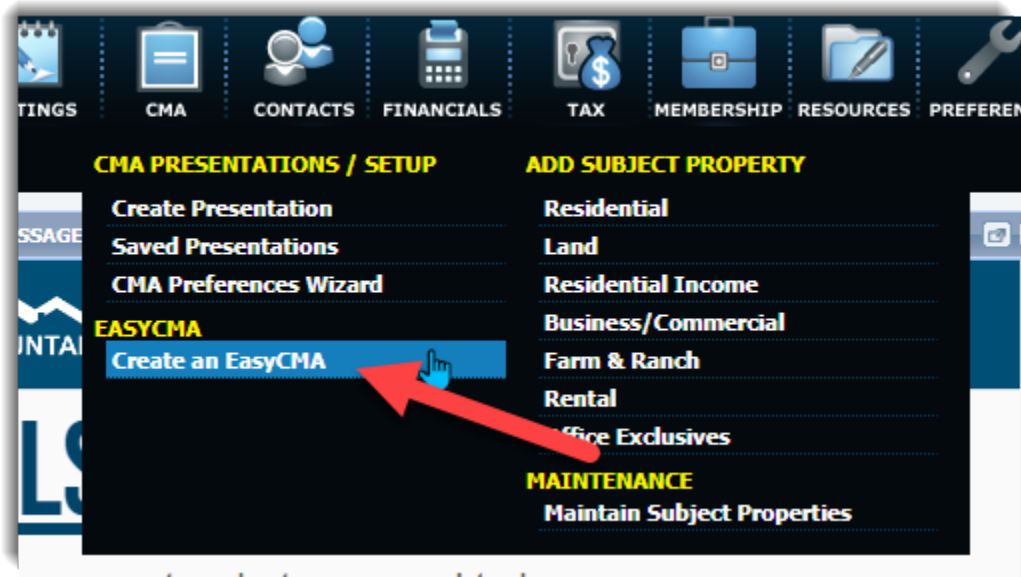 TINGS CMA CONTACTS FINANCIALS TAX MEMBERSHIP RESOURCES PREFEREN
CMA PRESENTATIONS / SETUP
Create Presentation
Saved Presentations
CMA Preferences Wizard
EASYCMA
Create an EasyCMA
ADD SUBJECT PROPERTY
Residential
Land
Residential Income
Business/Commercial
Farm & Ranch
Rental
ffice Exclusives
MAINTENANCE
Maintain Subject Properties
SSAGE
UNTAI
LS